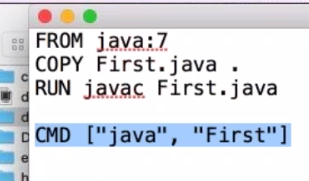 FROM java:7
COPY First.java .
RUN javac First.java
CMD ["java", "First"]